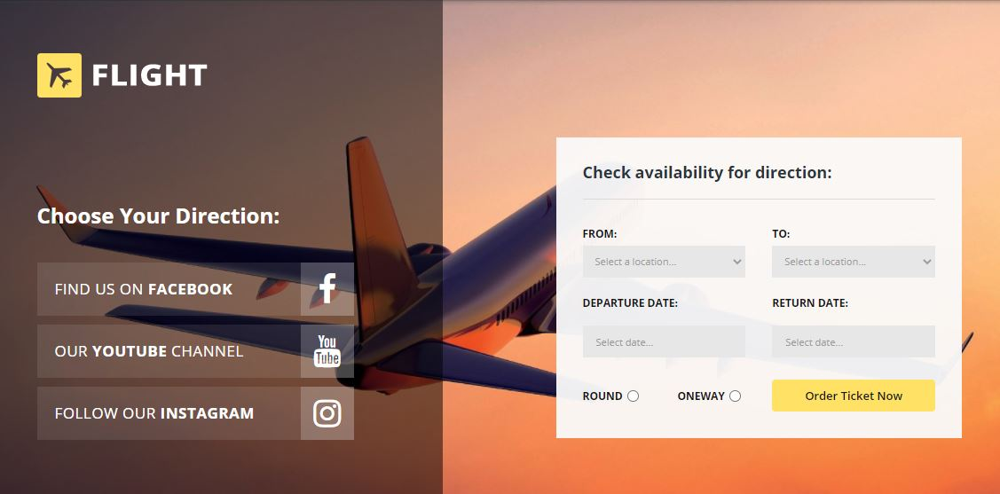 FLIGHT
Choose Your Direction:
FIND US ON FACEBOOK
OUR YOUTUBE CHANNEL
You
Tube
FOLLOW OUR INSTAGRAM
Check availability for direction:
FROM:
TO:
Select a location...
Select a location...
DEPARTURE DATE:
RETURN DATE:
Select date...
Select date...
ROUND
ONEWAY
Order Ticket Now